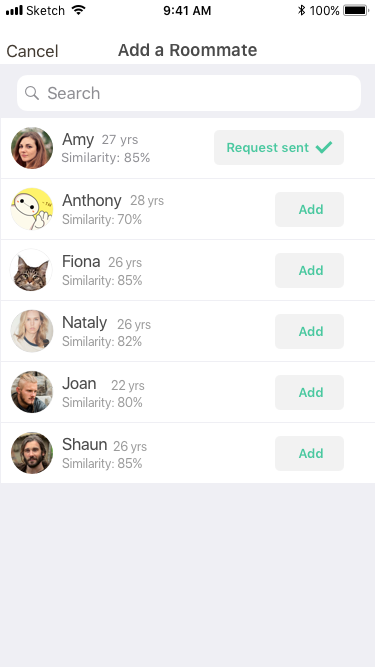 Sketch 9:41 AM 100%
Cancel Add a Roommate
Search
Amy 27 yrs
Similarity: 85%
Request sent
Anthony 28 yrs
Similarity: 70%
Add
Fiona 26 yrs
Similarity: 85%
Add
Nataly 26 yrs
Similarity: 82%
Add
Joan 22 yrs
Similarity: 80%
Add
Shaun 26 yrs
Similarity: 85%
Add